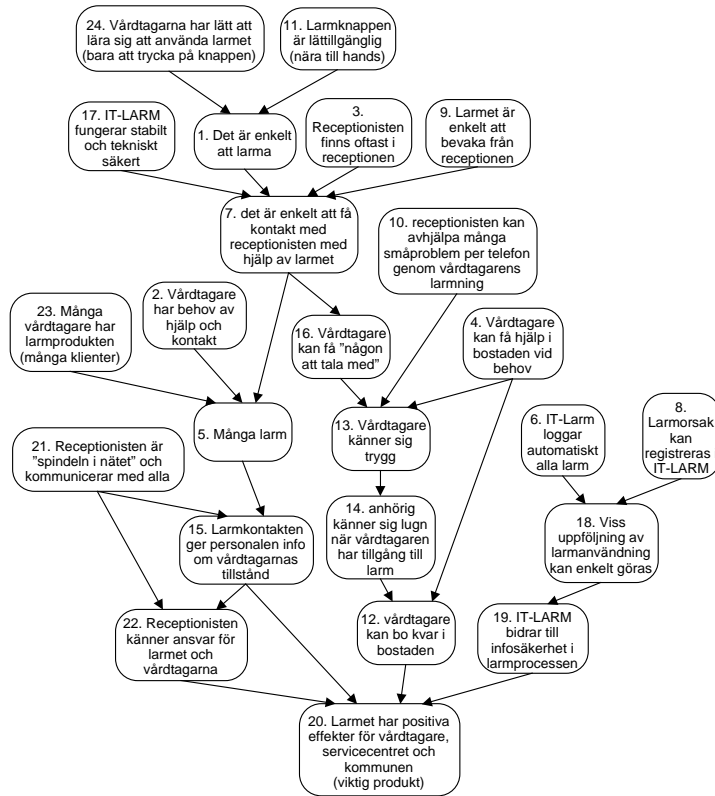 24. Vårdtagarna har lätt att
lära sig att använda larmet
(bara att trycka på knappen)
11. Larmknappen
är lättillgänglig
(nära till hands)
17. IT-LARM
fungerar stabilt
och tekniskt
säkert
1. Det är enkelt
att larma
3.
Receptionisten
finns oftast i
receptionen
9. Larmet är
enkelt att
bevaka från
receptionen
7. det är enkelt att få
kontakt med
receptionisten med
hjälp av larmet
10. receptionisten kan
avhjälpa många
småproblem per telefon
genom vårdtagarens
larmning
23. Många
vårdtagare har
larmprodukten
(många klienter)
2. Vårdtagare
har behov av
hjälp och
kontakt
16. Vårdtagare
kan få ”någon
att tala med”
4. Vårdtagare
kan få hjälp i
bostaden vid
behov
5. Många larm
13. Vårdtagare
känner sig
trygg
6. IT-Larm
loggar
automatiskt
alla larm
8.
Larmorsak
kan
registreras i
IT-LARM
21. Receptionisten är
”spindeln i nätet” och
kommunicerar med alla
15. Larmkontakten
ger personalen info
om vårdtagarnas
tillstånd
14. anhörig
känner sig lugn
när vårdtagaren
har tillgång till
larm
18. Viss
uppföljning av
larmanvändning
kan enkelt göras
22. Receptionisten
känner ansvar för
larmet och
vårdtagarna
12. vårdtagare
kan bo kvar i
bostaden
19. IT-LARM
bidrar till
infosäkerhet i
larmprocessen
20. Larmet har positiva
effekter för vårdtagare,
servicecentret och
kommunen
(viktig produkt)